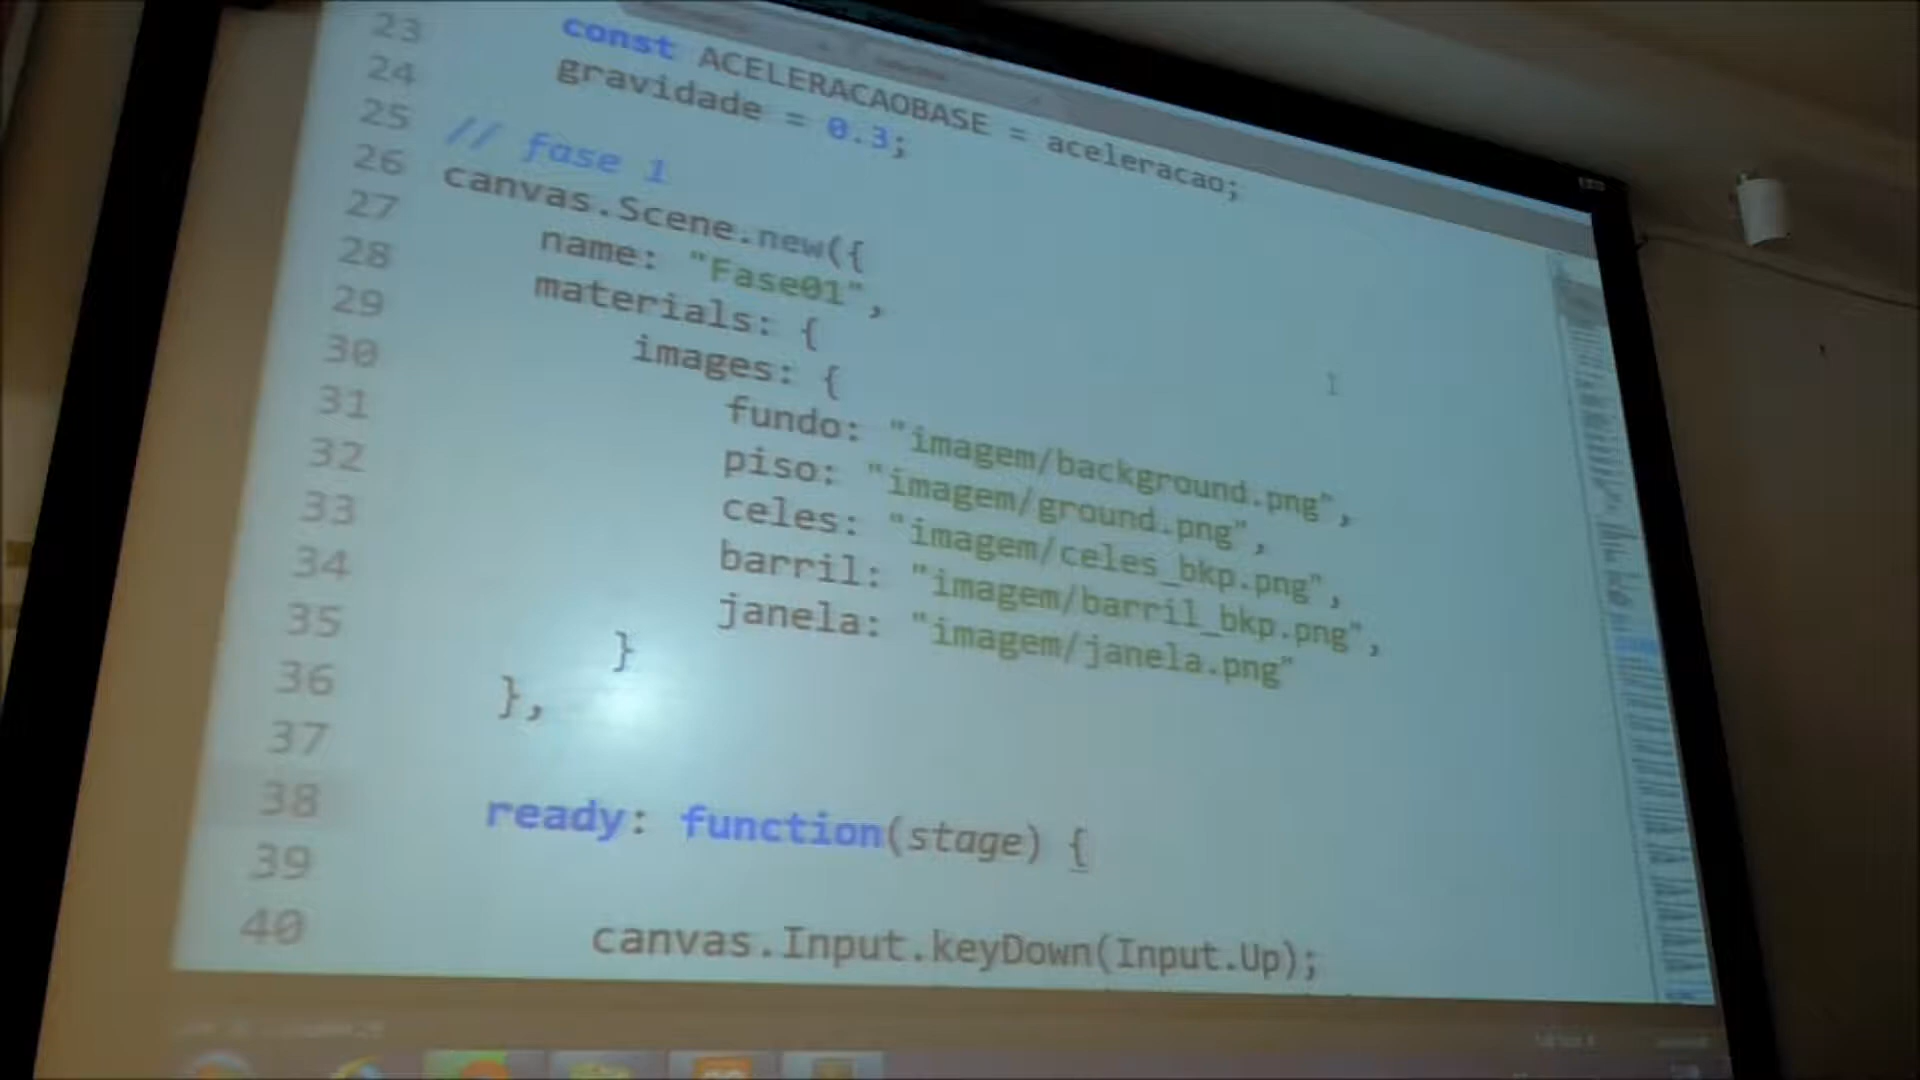 23 const ACELERACAOBASE = aceleracao;
24 gravidade = 0.3;
25 // fase 1
26 canvas.Scene.new({
27 name: "Fase01",
28 materials: {
29 images: {
30 fundo: "imagem/background.png",
31 piso: "imagem/ground.png",
32 celes: "imagem/celes_bkp.png",
33 barril: "imagem/barril_bkp.png",
34 janela: "imagem/janela.png"
35 }
36 },
37
38 ready: function(stage) {
39
40 canvas.Input.keyDown(Input.Up);